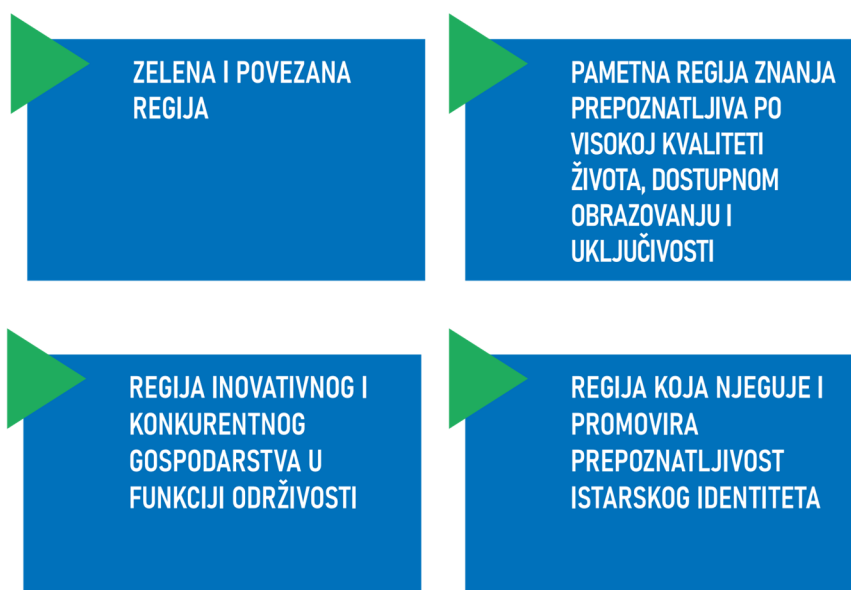 ZELENA I POVEZANA
REGIJA
PAMETNA REGIJA ZNANJA
PREPOZNATLJIVA PO
VISOKOJ KVALITETI
ŽIVOTA, DOSTUPNOM
OBRAZOVANJU I
UKLJUČIVOSTI
REGIJA INOVATIVNOG I
KONKURENTNOG
GOSPODARSTVA U
FUNKCIJI ODRŽIVOSTI
REGIJA KOJA NJEGUJE I
PROMOVIRA
PREPOZNATLJIVOST
ISTARSKOG IDENTITETA